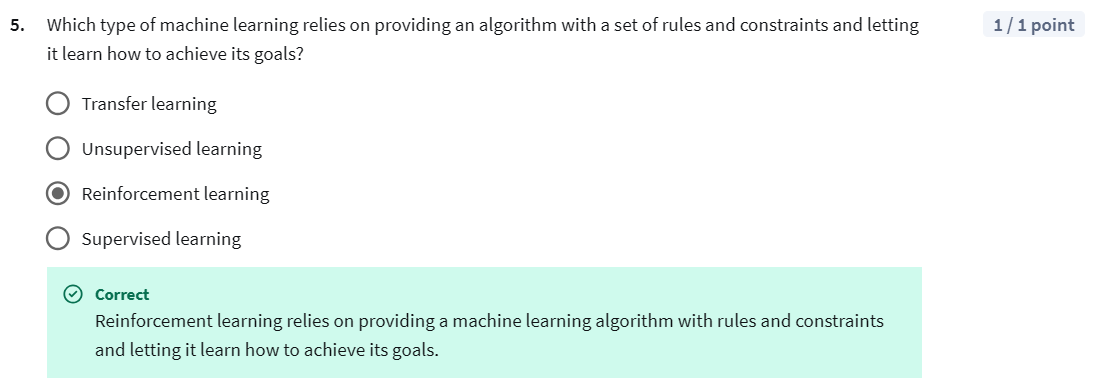 5. Which type of machine learning relies on providing an algorithm with a set of rules and constraints and letting
it learn how to achieve its goals?
1 / 1 point
Transfer learning
Unsupervised learning
Reinforcement learning
Supervised learning
Correct
Reinforcement learning relies on providing a machine learning algorithm with rules and constraints
and letting it learn how to achieve its goals.